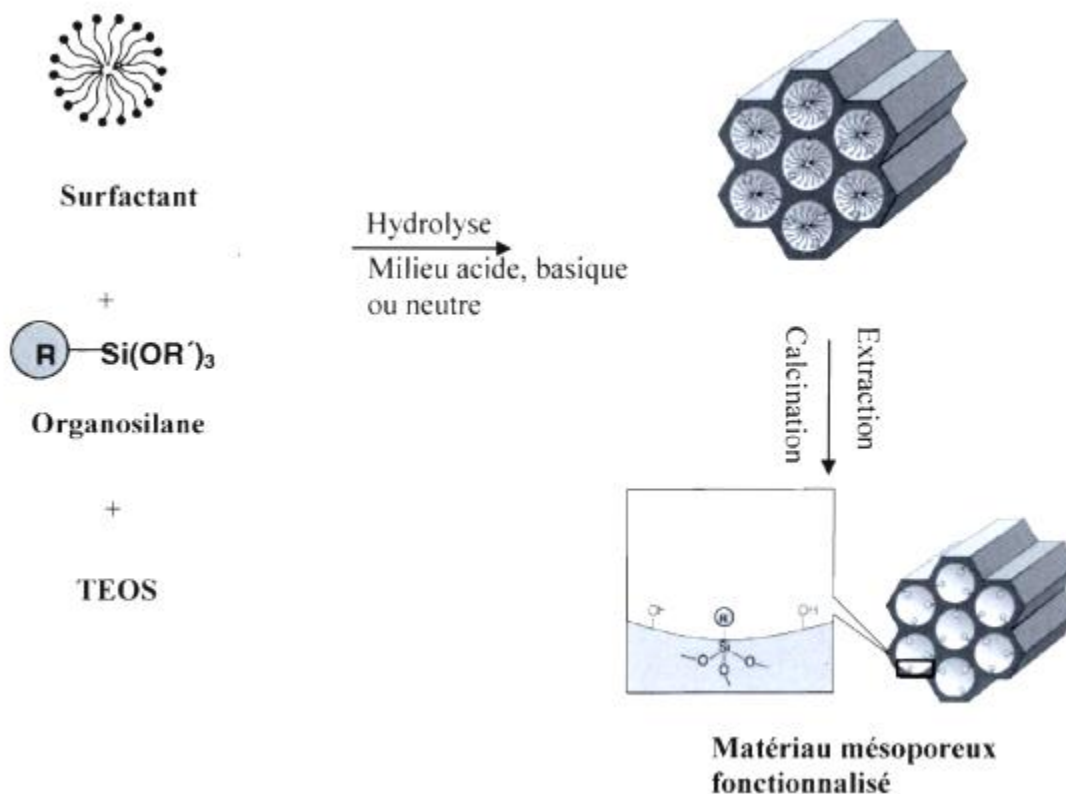 Surfactant
+
R Si(OR´)₃
Organosilane
+
TEOS
Hydrolyse
Milieu acide, basique
ou neutre
Extraction
Calcination
R
OH
Si
O
O
O
Matériau mésoporeux
fonctionnalisé